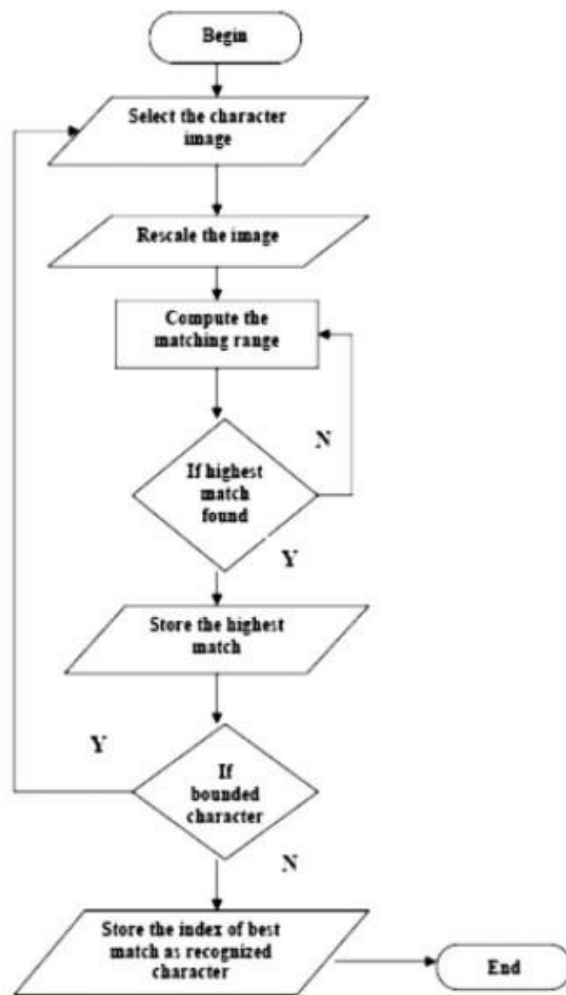 Begin
Select the character
image
Rescale the image
Compute the
matching range
N
If highest
match
found
Y
Store the highest
match
Y
If
bounded
character
N
Store the index of best
match as recognized
character
End